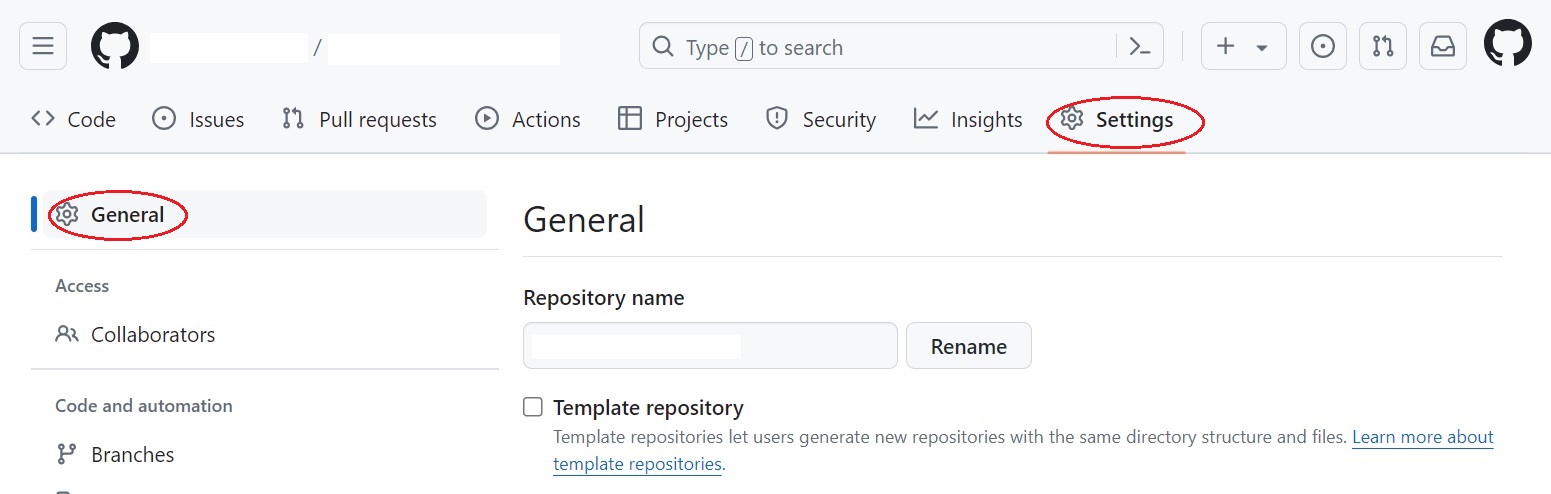 /
Type / to search
Code Issues Pull requests Actions Projects Security Insights Settings
General
General
Access
Repository name
Collaborators
Rename
Code and automation
Template repository
Template repositories let users generate new repositories with the same directory structure and files. Learn more about
template repositories.
Branches